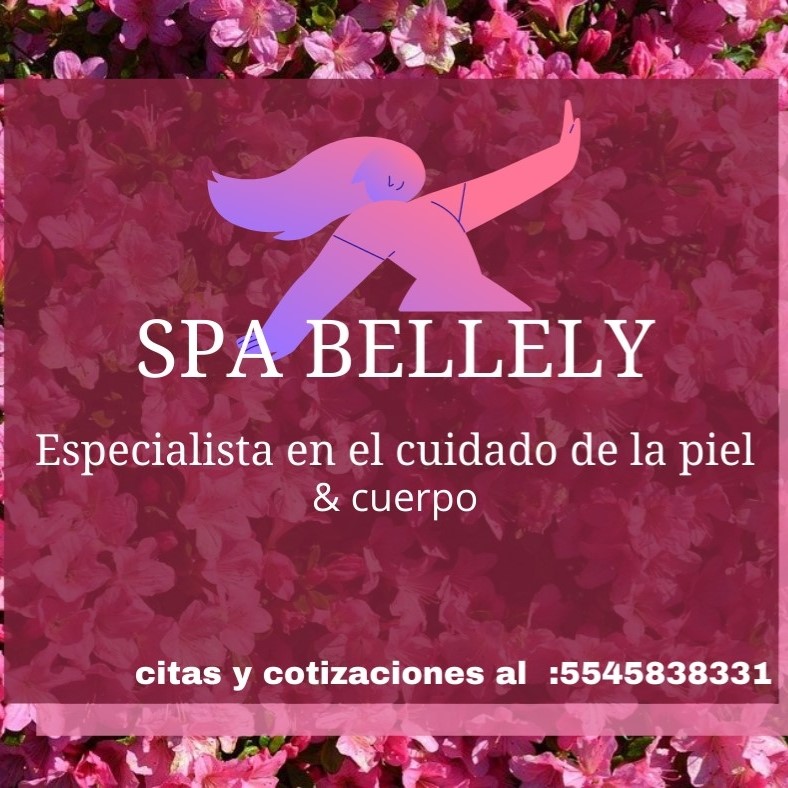 SPA BELLELY
Especialista en el cuidado de la piel
& cuerpo
citas y cotizaciones al :5545838331